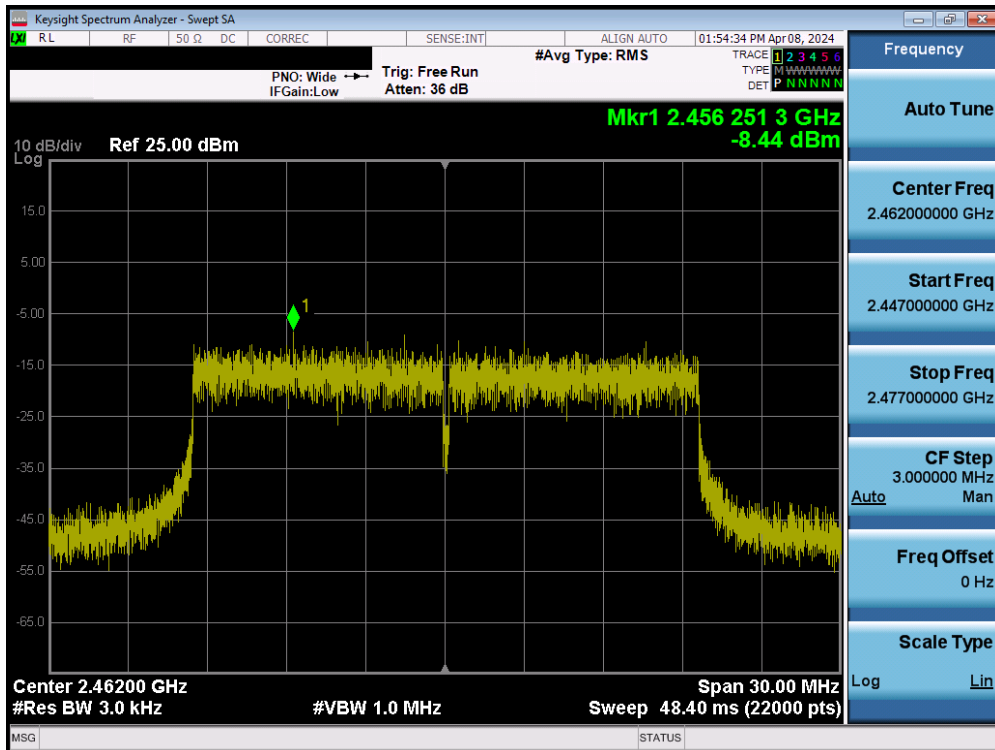 Keysight Spectrum Analyzer - Swept SA
LXI RL RF 50 Ω DC CORREC SENSE:INT ALIGN AUTO 01:54:34 PM Apr 08, 2024
#Avg Type: RMS
TRACE 1 2 3 4 5 6
PNO: Wide Trig: Free Run
TYPE M WWWWW
IFGain:Low Atten: 36 dB
DET P N N N N N
Mkr1 2.456 251 3 GHz
-8.44 dBm
10 dB/div Ref 25.00 dBm
Log
15.0
5.00
1
-5.00
-15.0
-25.0
-35.0
-45.0
-55.0
-65.0
Center 2.46200 GHz Span 30.00 MHz
#Res BW 3.0 kHz #VBW 1.0 MHz Sweep 48.40 ms (22000 pts)
MSG STATUS
Frequency
Auto Tune
Center Freq
2.462000000 GHz
Start Freq
2.447000000 GHz
Stop Freq
2.477000000 GHz
CF Step
3.000000 MHz
Auto Man
Freq Offset
0 Hz
Scale Type
Log Lin